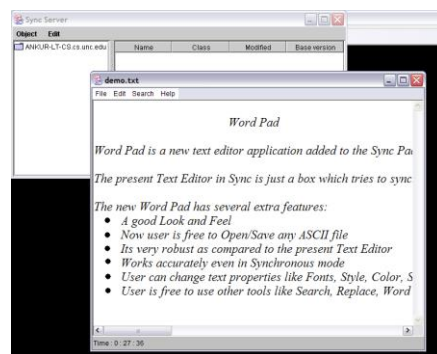 Sync Server
Object Edit
ANKUR-LT-CS.cs.unc.edu
Name Class Modified Base version
demo.txt
File Edit Search Help
Word Pad
Word Pad is a new text editor application added to the Sync Pa
The present Text Editor in Sync is just a box which tries to sync
The new Word Pad has several extra features:
• A good Look and Feel
• Now user is free to Open/Save any ASCII file
• Its very robust as compared to the present Text Editor
• Works accurately even in Synchronous mode
• User can change text properties like Fonts, Style, Color, S
• User is free to use other tools like Search, Replace, Word
Time : 0 : 27 : 36